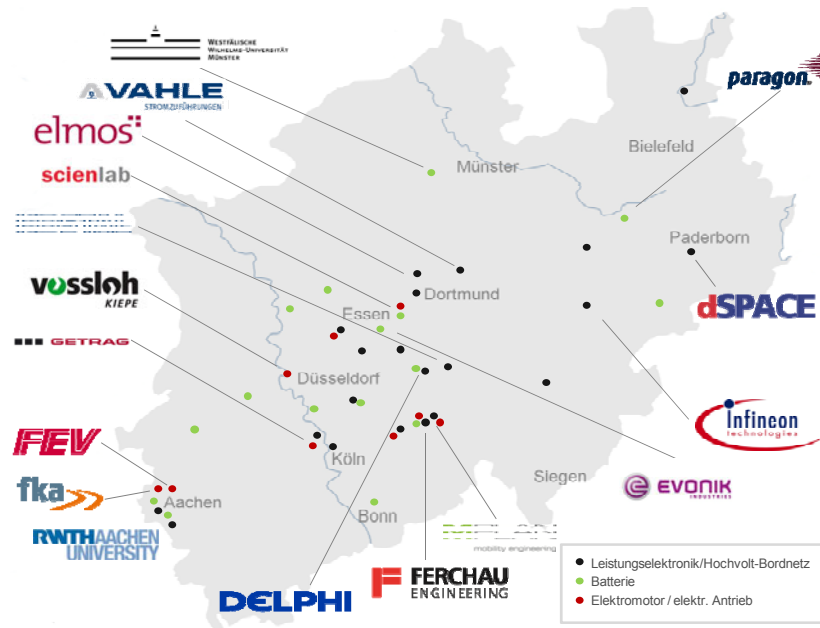 WESTFÄLISCHE
WILHELMS-UNIVERSITÄT
MÜNSTER
VAHLE
STROMZUFÜHRUNGEN
elmos
scienlab
vossloh
KIEPE
GETRAG
FEV
fka
RWTHAACHEN
UNIVERSITY
paragon
Bielefeld
Münster
Paderborn
dSPACE
Dortmund
Essen
Düsseldorf
Infineon
technologies
Köln
Siegen
EVONIK
INDUSTRIES
Aachen
Bonn
mobility engineering
DELPHI
FERCHAU
ENGINEERING
Leistungselektronik/Hochvolt-Bordnetz
Batterie
Elektromotor / elektr. Antrieb